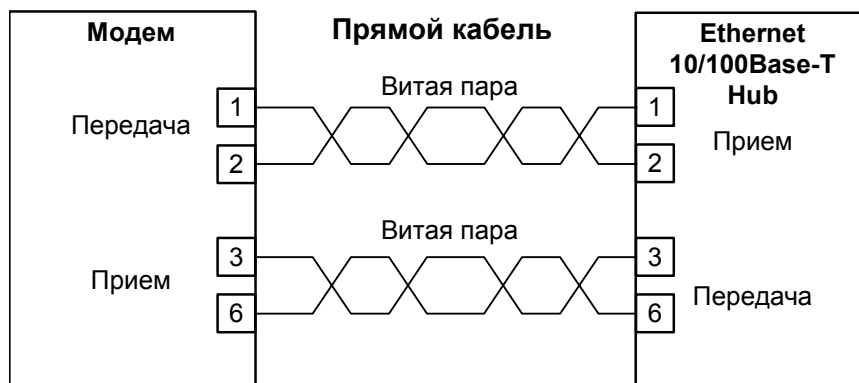 Модем
Прямой кабель
Ethernet
10/100Base-T
Hub
Витая пара
Передача
1
2
1
2
Прием
Витая пара
Прием
3
6
3
6
Передача